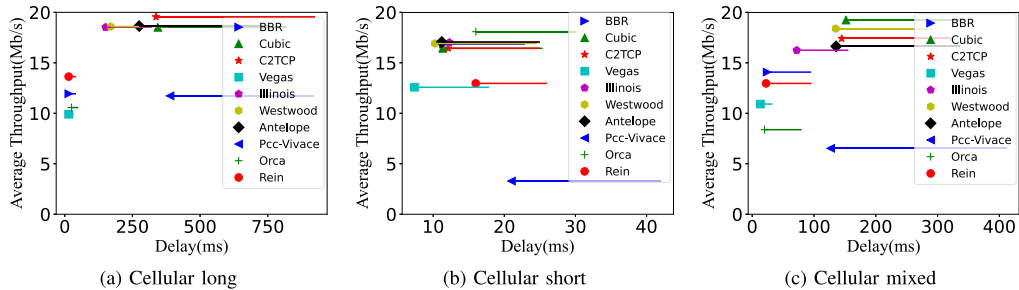 Average Throughput(Mb/s)
20
15
10
5
0
0
250
500
750
Delay(ms)
BBR
Cubic
C2TCP
Vegas
Illinois
Westwood
Antelope
Pcc-Vivace
Orca
Rein
(a) Cellular long
Average Throughput(Mb/s)
20
15
10
5
0
10
20
30
40
Delay(ms)
BBR
Cubic
C2TCP
Vegas
Illinois
Westwood
Antelope
Pcc-Vivace
Orca
Rein
(b) Cellular short
Average Throughput(Mb/s)
20
15
10
5
0
0
100
200
300
400
Delay(ms)
BBR
Cubic
C2TCP
Vegas
Illinois
Westwood
Antelope
Pcc-Vivace
Orca
Rein
(c) Cellular mixed